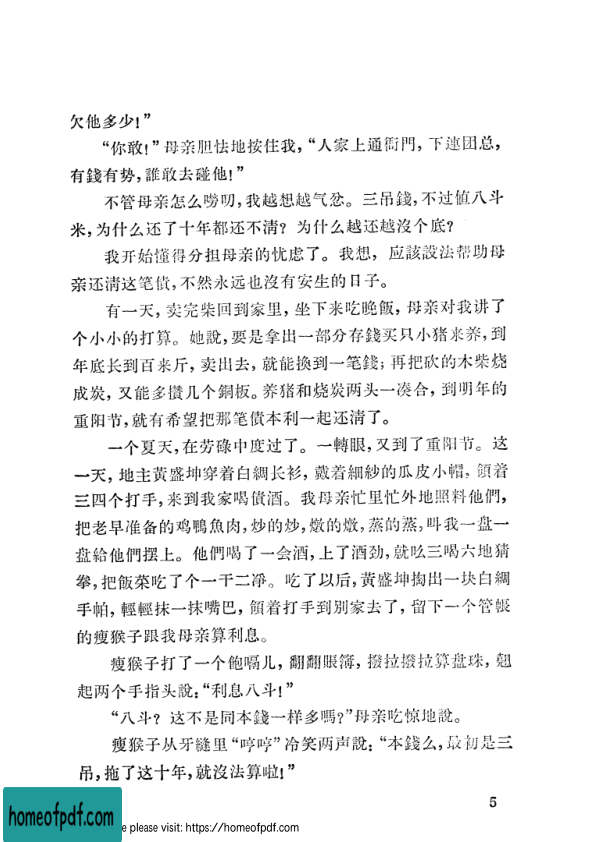 欠他多少！”
“你敢！”母亲胆怯地按住我，“人家上通衙門，下連团总，
有錢有势，誰敢去碰他！”
不管母亲怎么嘮叨，我越想越气忿。三吊錢，不过値八斗
米，为什么还了十年都还不清？为什么越还越沒个底？
我开始懂得分担母亲的忧虑了。我想，应該設法帮助母
亲还清这笔債，不然永远也沒有安生的日子。
有一天，卖完柴回到家里，坐下来吃晚飯，母亲对我讲了
个小小的打算。她說，要是拿出一部分存錢买只小猪来养，到
年底长到百来斤，卖出去，就能換到一笔錢；再把砍的木柴烧
成炭，又能多攢几个銅板。养猪和烧炭两头一凑合，到明年的
重阳节，就有希望把那笔債本利一起还淸了。
一个夏天，在劳碌中度过了。一轉眼，又到了重阳节。这
一天，地主黃盛坤穿着白綢长衫，戴着細紗的瓜皮小帽，領着
三四个打手，来到我家喝債酒。我母亲忙里忙外地照料他們，
把老早准备的鸡鴨魚肉，炒的炒，燉的燉，蒸的蒸，叫我一盘一
盘給他們摆上。他們喝了一会酒，上了酒劲，就吆三喝六地猜
拳，把飯菜吃了个一干二凈。吃了以后，黃盛坤掏出一块白綢
手帕，輕輕抹一抹嘴巴，領着打手到別家去了，留下一个管帳
的瘦猴子跟我母亲算利息。
瘦猴子打了一个飽嗝儿，翻翻賬簿，撥拉撥拉算盘珠，翹
起两个手指头說：“利息八斗！”
“八斗？这不是同本錢一样多嗎？”母亲吃惊地說。
瘦猴子从牙縫里“哼哼”冷笑两声說：“本錢么，最初是三
吊，拖了这十年，就沒法算啦！”
5
homeofpdf.com
e please visit: https://homeofpdf.com